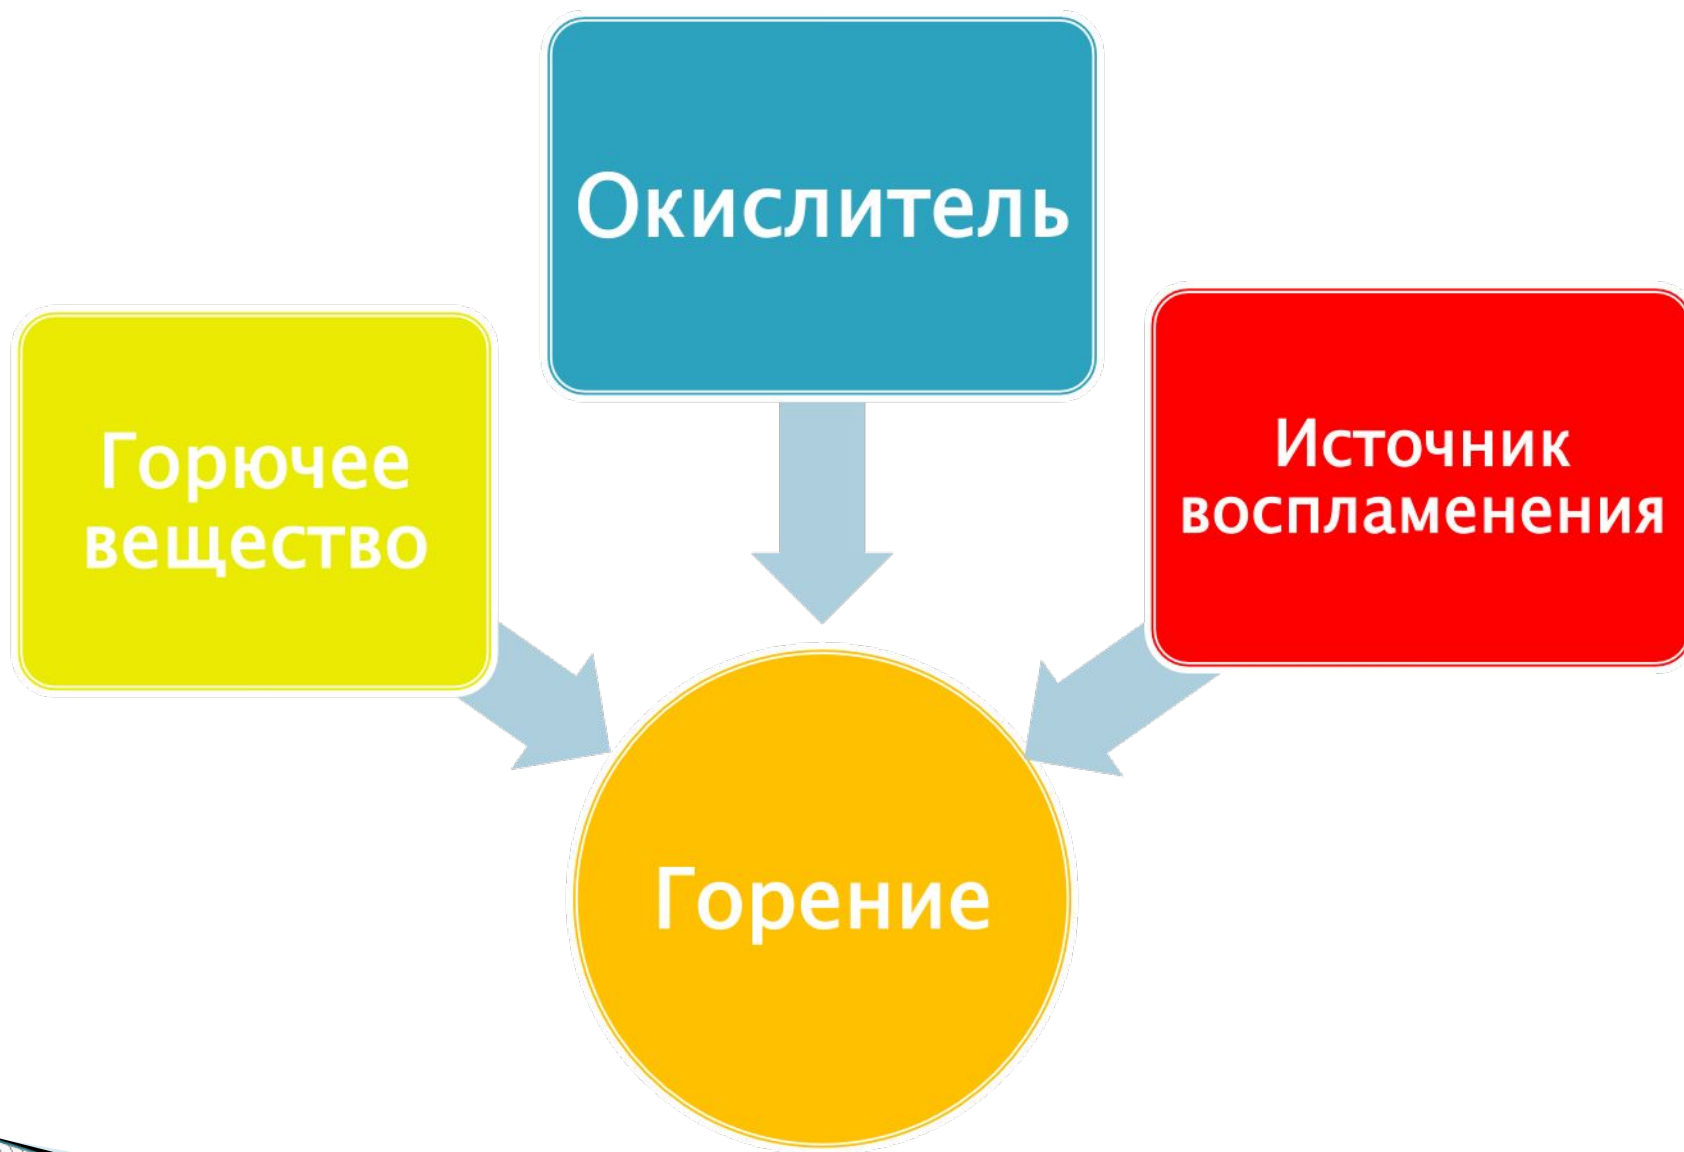 Окислитель
Горючее
вещество
Источник
воспламенения
Горение